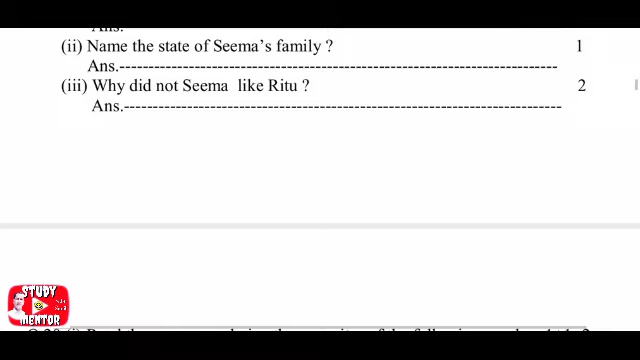 Ans.
(ii) Name the state of Seema's family ? 1
Ans.------------------------------------------------------------------------
(iii) Why did not Seema like Ritu ? 2
Ans.------------------------------------------------------------------------
STUDY
MENTOR